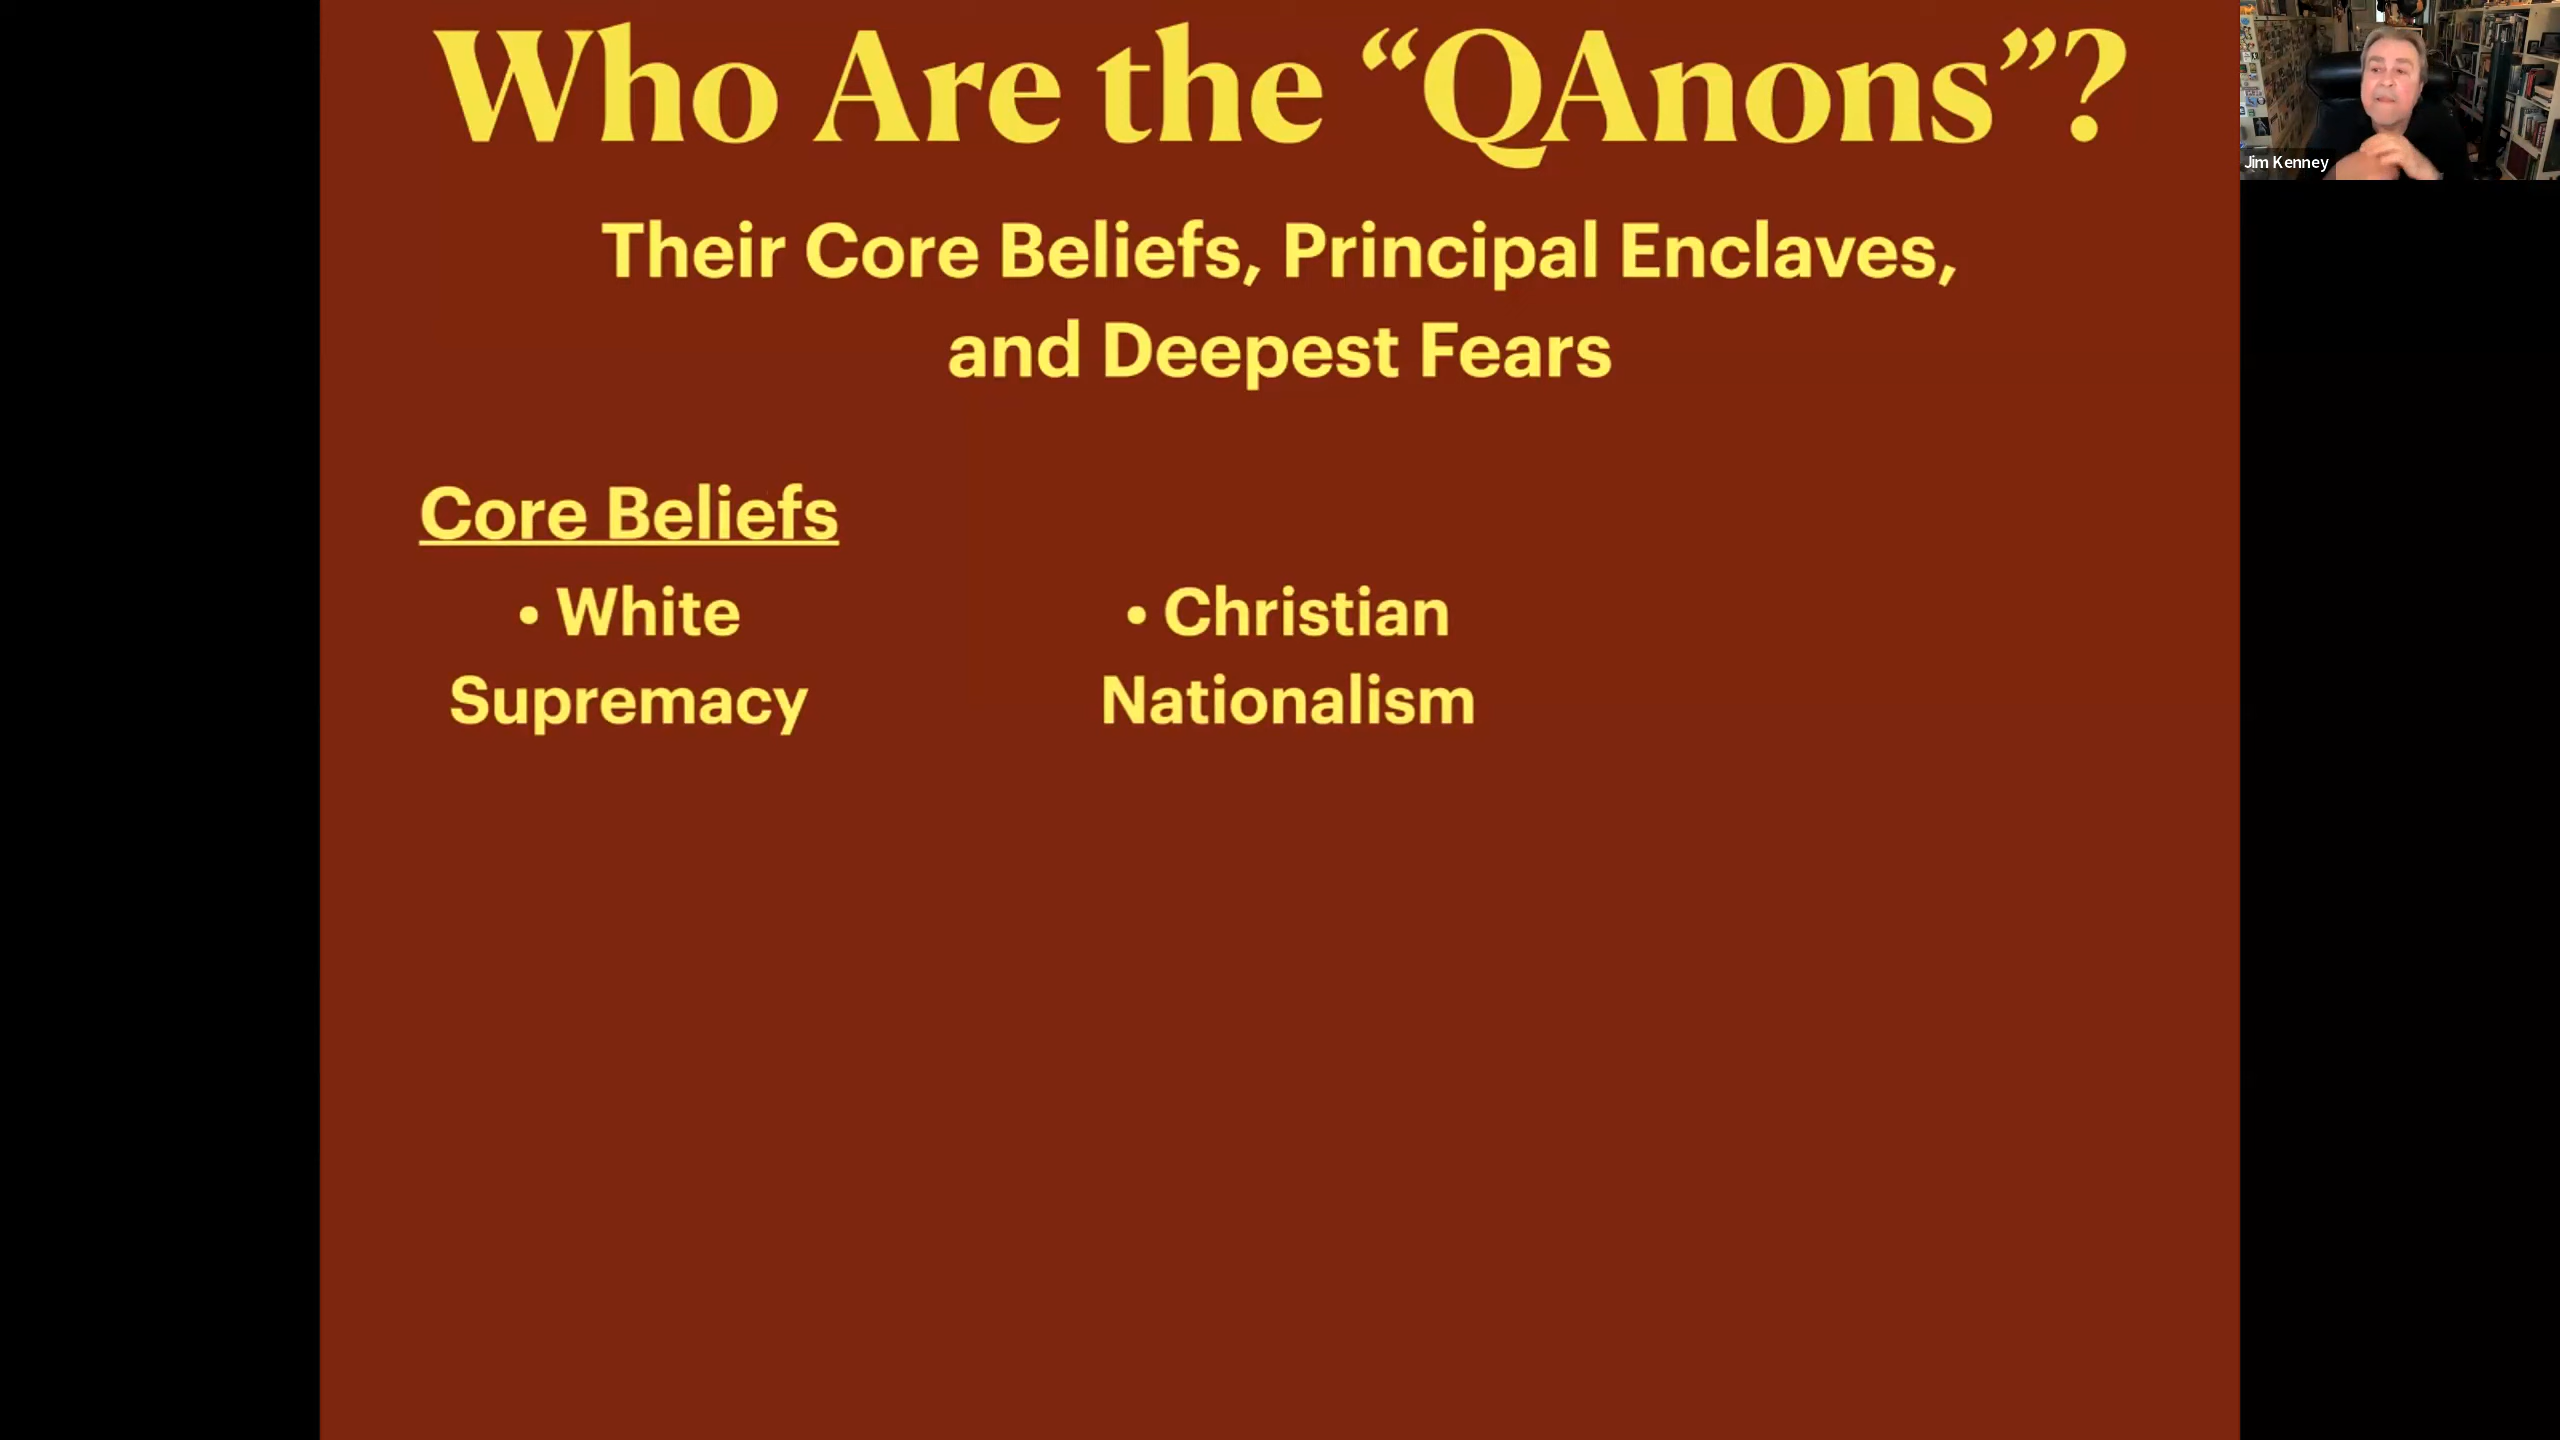 Who Are the “QAnons”?
Jim Kenney
Their Core Beliefs, Principal Enclaves,
and Deepest Fears
Core Beliefs
• White
Supremacy
• Christian
Nationalism